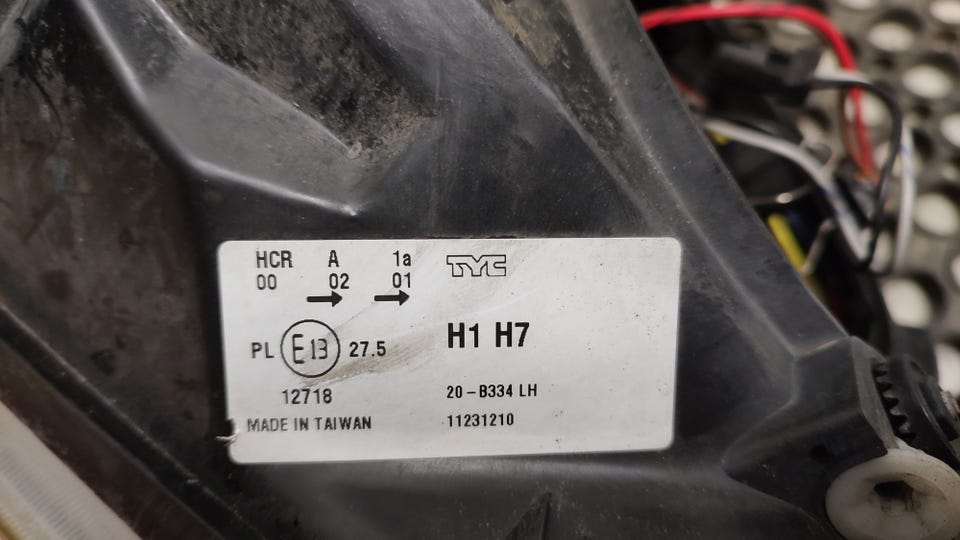 HCR A 1a TYC
00 02 01
PL E13 27.5 H1 H7
12718 20-B334 LH
MADE IN TAIWAN 11231210